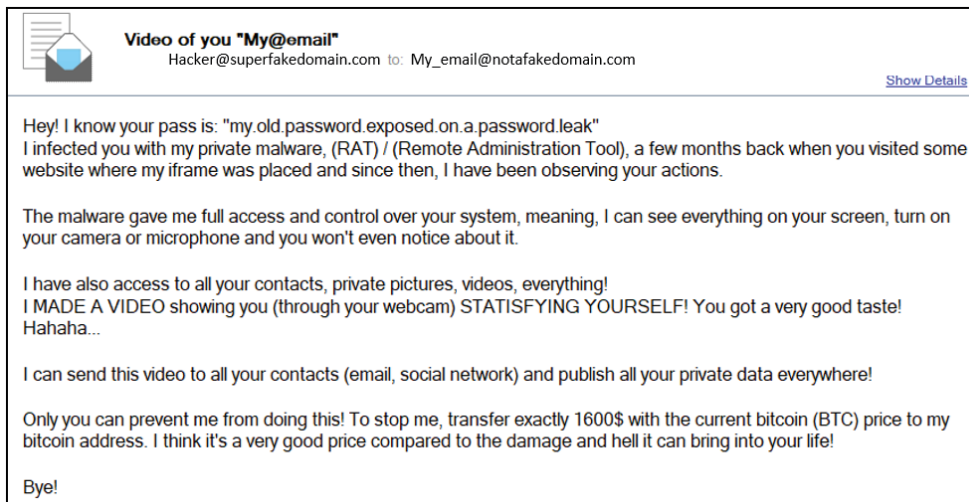 Video of you "My@email"
Hacker@superfakedomain.com to: My_email@notafakedomain.com
Show Details
Hey! I know your pass is: "my.old.password.exposed.on.a.password.leak"
I infected you with my private malware, (RAT) / (Remote Administration Tool), a few months back when you visited some
website where my iframe was placed and since then, I have been observing your actions.
The malware gave me full access and control over your system, meaning, I can see everything on your screen, turn on
your camera or microphone and you won't even notice about it.
I have also access to all your contacts, private pictures, videos, everything!
I MADE A VIDEO showing you (through your webcam) STATISFYING YOURSELF! You got a very good taste!
Hahaha...
I can send this video to all your contacts (email, social network) and publish all your private data everywhere!
Only you can prevent me from doing this! To stop me, transfer exactly 1600$ with the current bitcoin (BTC) price to my
bitcoin address. I think it's a very good price compared to the damage and hell it can bring into your life!
Bye!